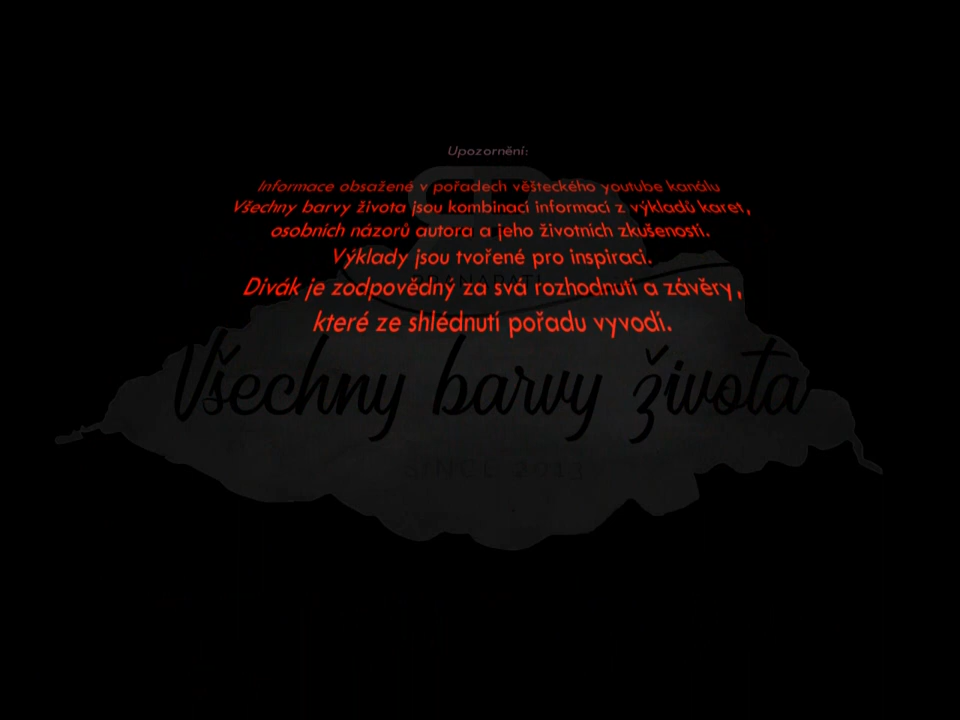 Upozornění:
Informace obsažené v pořadech věšteckého youtube kanálu
Všechny barvy života jsou kombinací informací z výkladů karet,
osobních názorů autora a jeho životních zkušeností.
Výklady jsou tvořené pro inspiraci.
Divák je zodpovědný za svá rozhodnutí a závěry,
které ze shlédnutí pořadu vyvodí.
Všechny barvy života
SINCE 2013